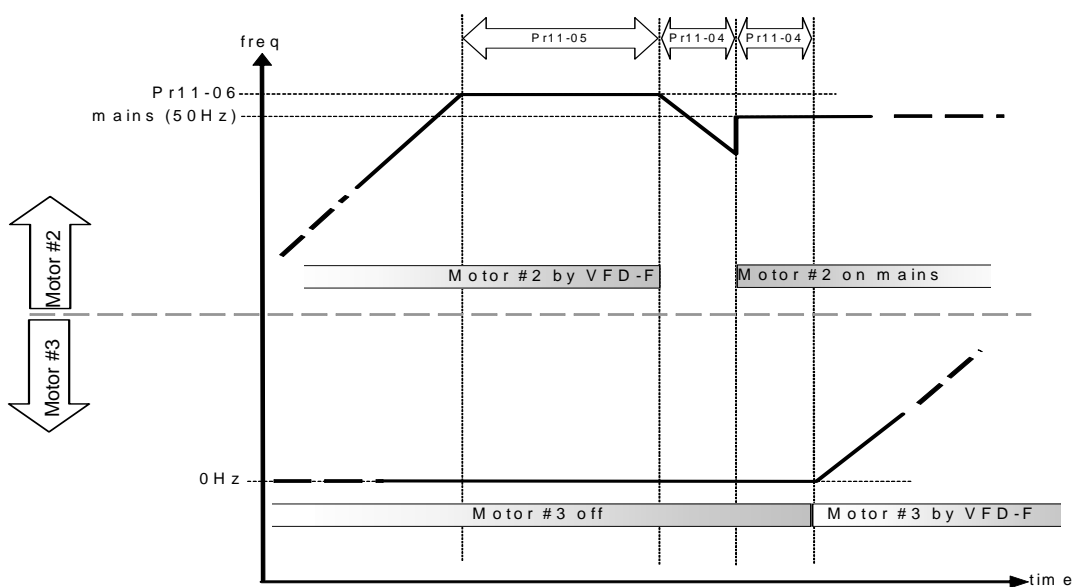 freq
Pr11-05
Pr11-04
Pr11-04
Pr11-06
mains (50Hz)
Motor #2
Motor #2 by VFD-F
Motor #2 on mains
Motor #3
0Hz
Motor #3 off
Motor #3 by VFD-F
time